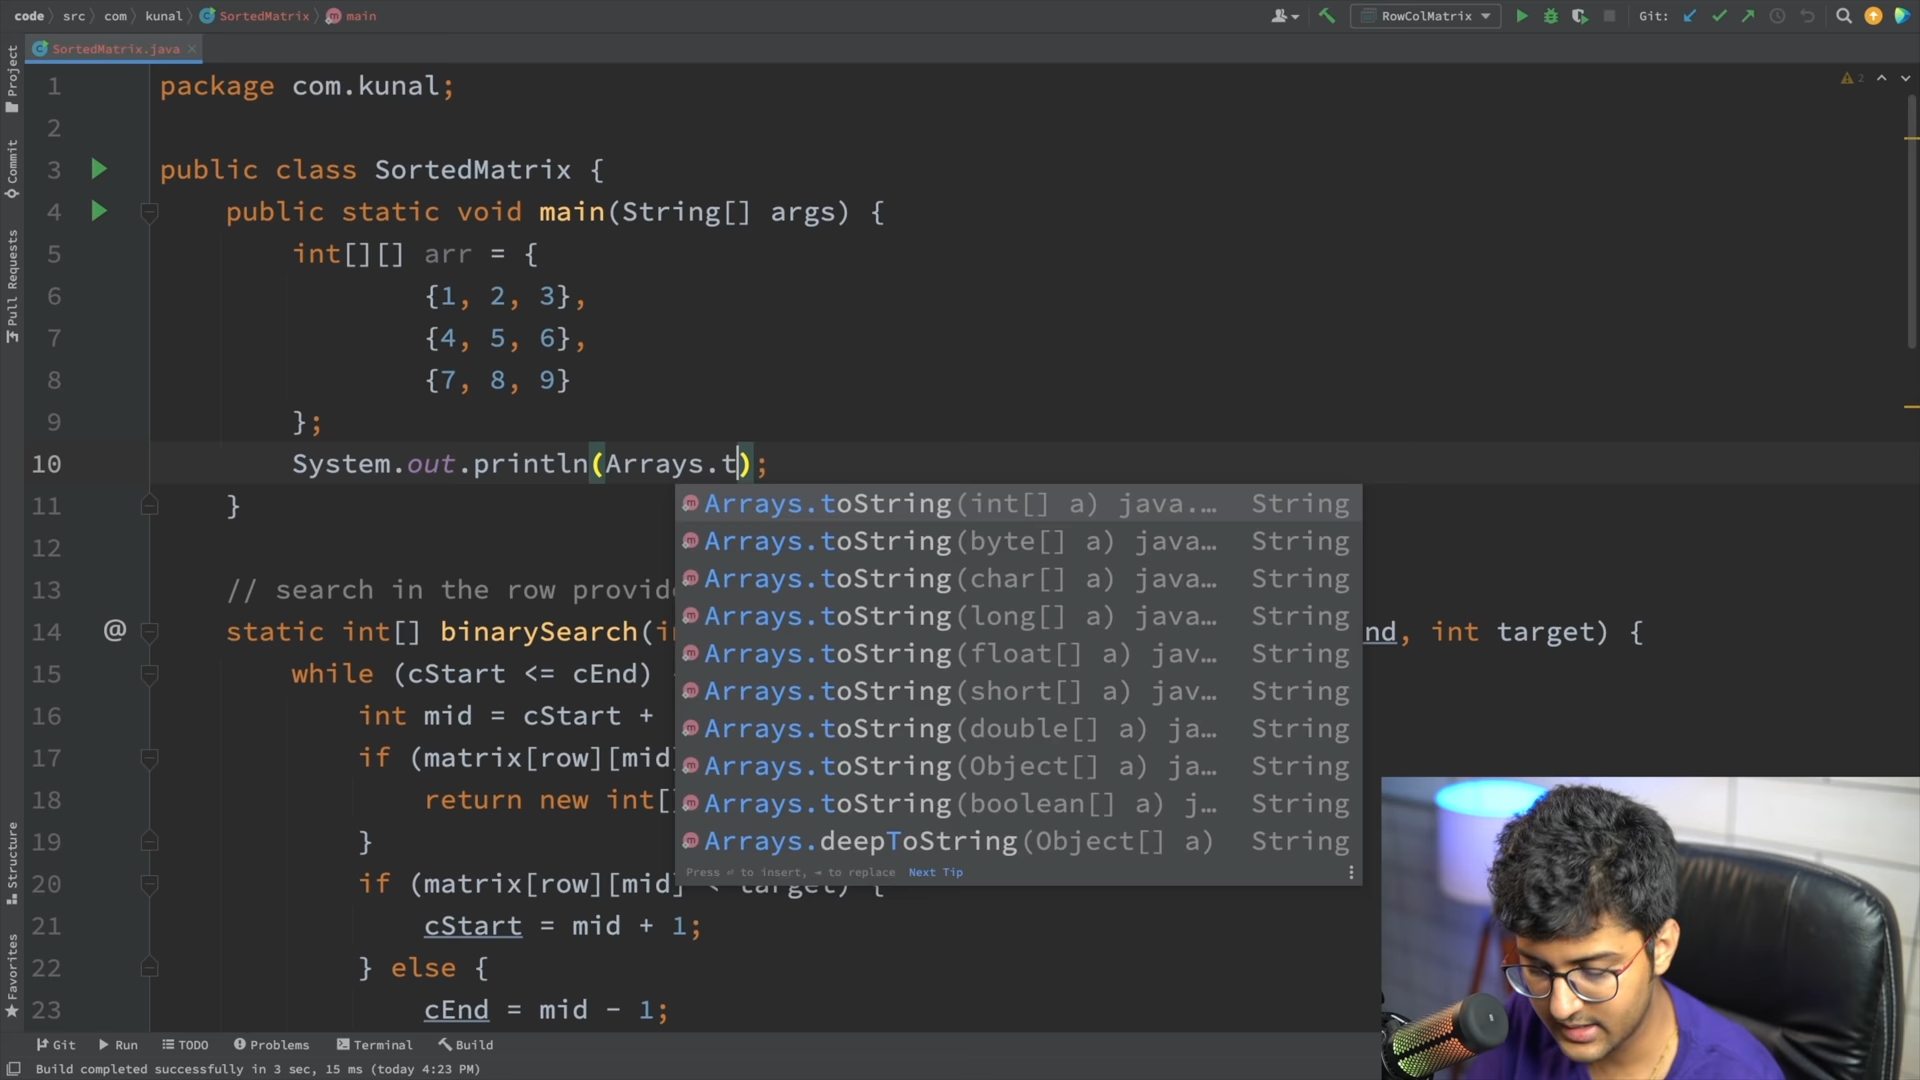 code src com kunal SortedMatrix main
RowColMatrix
Git:
SortedMatrix.java
2
Project
Commit
Pull Requests
Structure
Favorites
1 package com.kunal;
2
3 public class SortedMatrix {
4 public static void main(String[] args) {
5 int[][] arr = {
6 {1, 2, 3},
7 {4, 5, 6},
8 {7, 8, 9}
9 };
10 System.out.println(Arrays.t);
11 }
12
13 // search in the row provid
14 @ static int[] binarySearch(in nd, int target) {
15 while (cStart <= cEnd)
16 int mid = cStart +
17 if (matrix[row][mid
18 return new int[]
19 }
20 if (matrix[row][mid] < target) {
21 cStart = mid + 1;
22 } else {
23 cEnd = mid - 1;
Arrays.toString(int[] a) java.… String
Arrays.toString(byte[] a) java… String
Arrays.toString(char[] a) java… String
Arrays.toString(long[] a) java… String
Arrays.toString(float[] a) jav… String
Arrays.toString(short[] a) jav… String
Arrays.toString(double[] a) ja… String
Arrays.toString(Object[] a) ja… String
Arrays.toString(boolean[] a) j… String
Arrays.deepToString(Object[] a) String
Press ⏎ to insert, ⇥ to replace Next Tip
Git Run TODO Problems Terminal Build
Build completed successfully in 3 sec, 15 ms (today 4:23 PM)